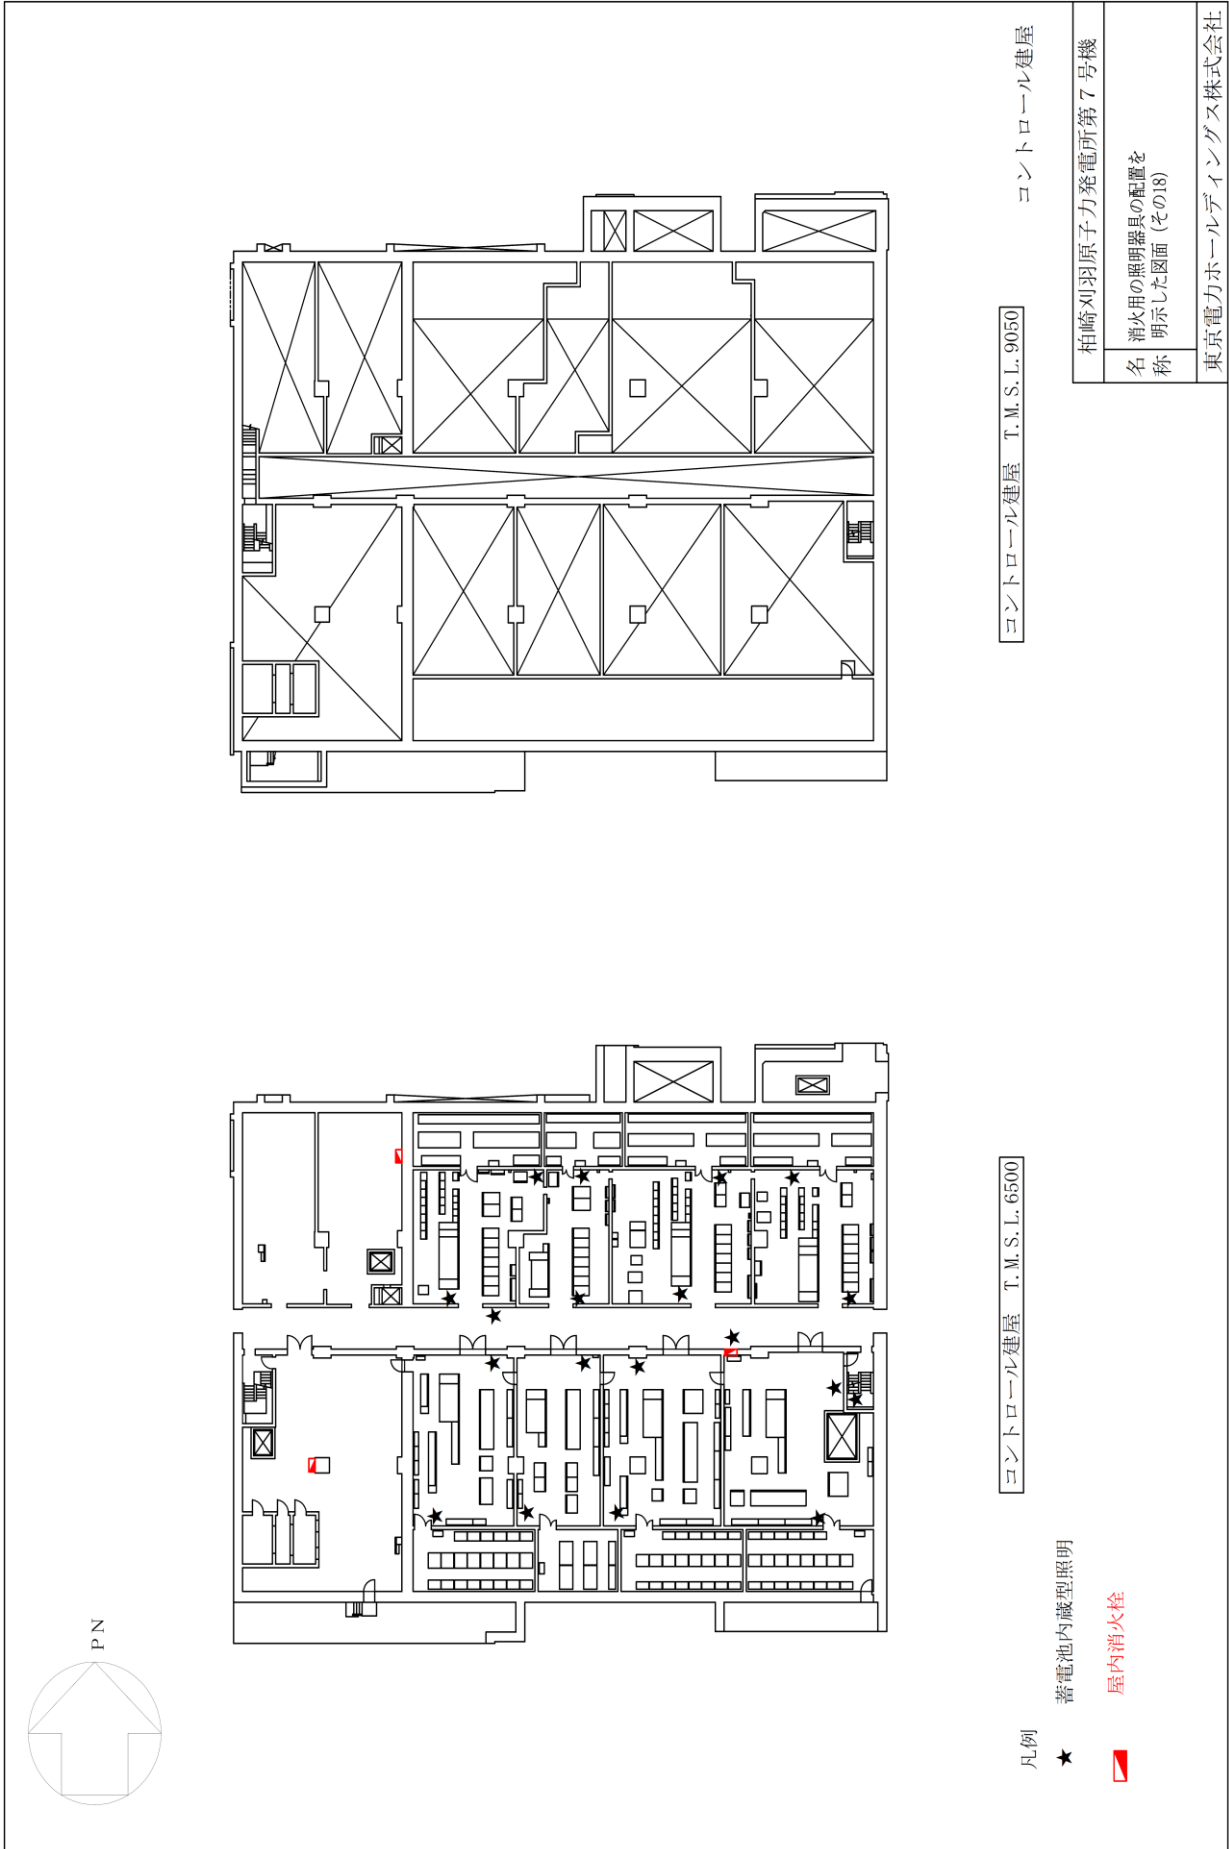 PN
コントロール建屋 T.M.S.L.6500
コントロール建屋 T.M.S.L.9050
凡例
★ 蓄電池内蔵型照明
屋内消火栓
コントロール建屋
柏崎刈羽原子力発電所第7号機
名称
消火用の照明器具の配置を
明示した図面 (その18)
東京電力ホールディングス株式会社